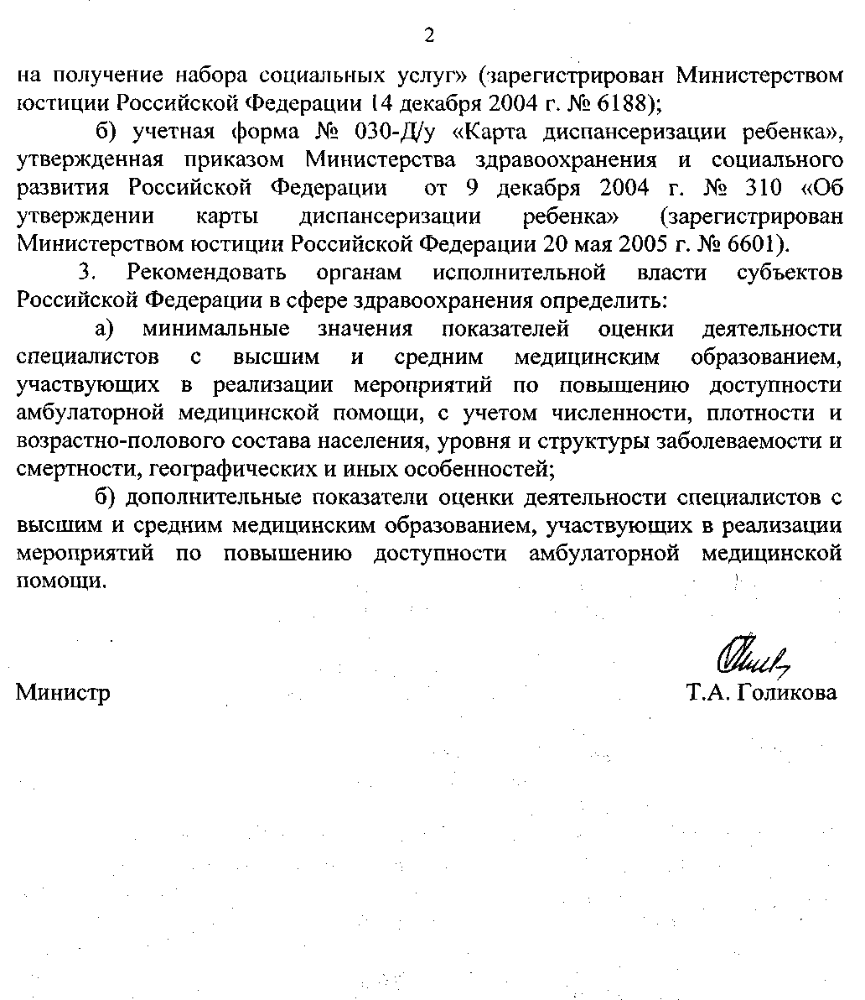 2
на получение набора социальных услуг» (зарегистрирован Министерством
юстиции Российской Федерации 14 декабря 2004 г. № 6188);
б) учетная форма № 030-Д/у «Карта диспансеризации ребенка»,
утвержденная приказом Министерства здравоохранения и социального
развития Российской Федерации от 9 декабря 2004 г. № 310 «Об
утверждении карты диспансеризации ребенка» (зарегистрирован
Министерством юстиции Российской Федерации 20 мая 2005 г. № 6601).
3. Рекомендовать органам исполнительной власти субъектов
Российской Федерации в сфере здравоохранения определить:
а) минимальные значения показателей оценки деятельности
специалистов с высшим и средним медицинским образованием,
участвующих в реализации мероприятий по повышению доступности
амбулаторной медицинской помощи, с учетом численности, плотности и
возрастно-полового состава населения, уровня и структуры заболеваемости и
смертности, географических и иных особенностей;
б) дополнительные показатели оценки деятельности специалистов с
высшим и средним медицинским образованием, участвующих в реализации
мероприятий по повышению доступности амбулаторной медицинской
помощи.
Министр Т.А. Голикова